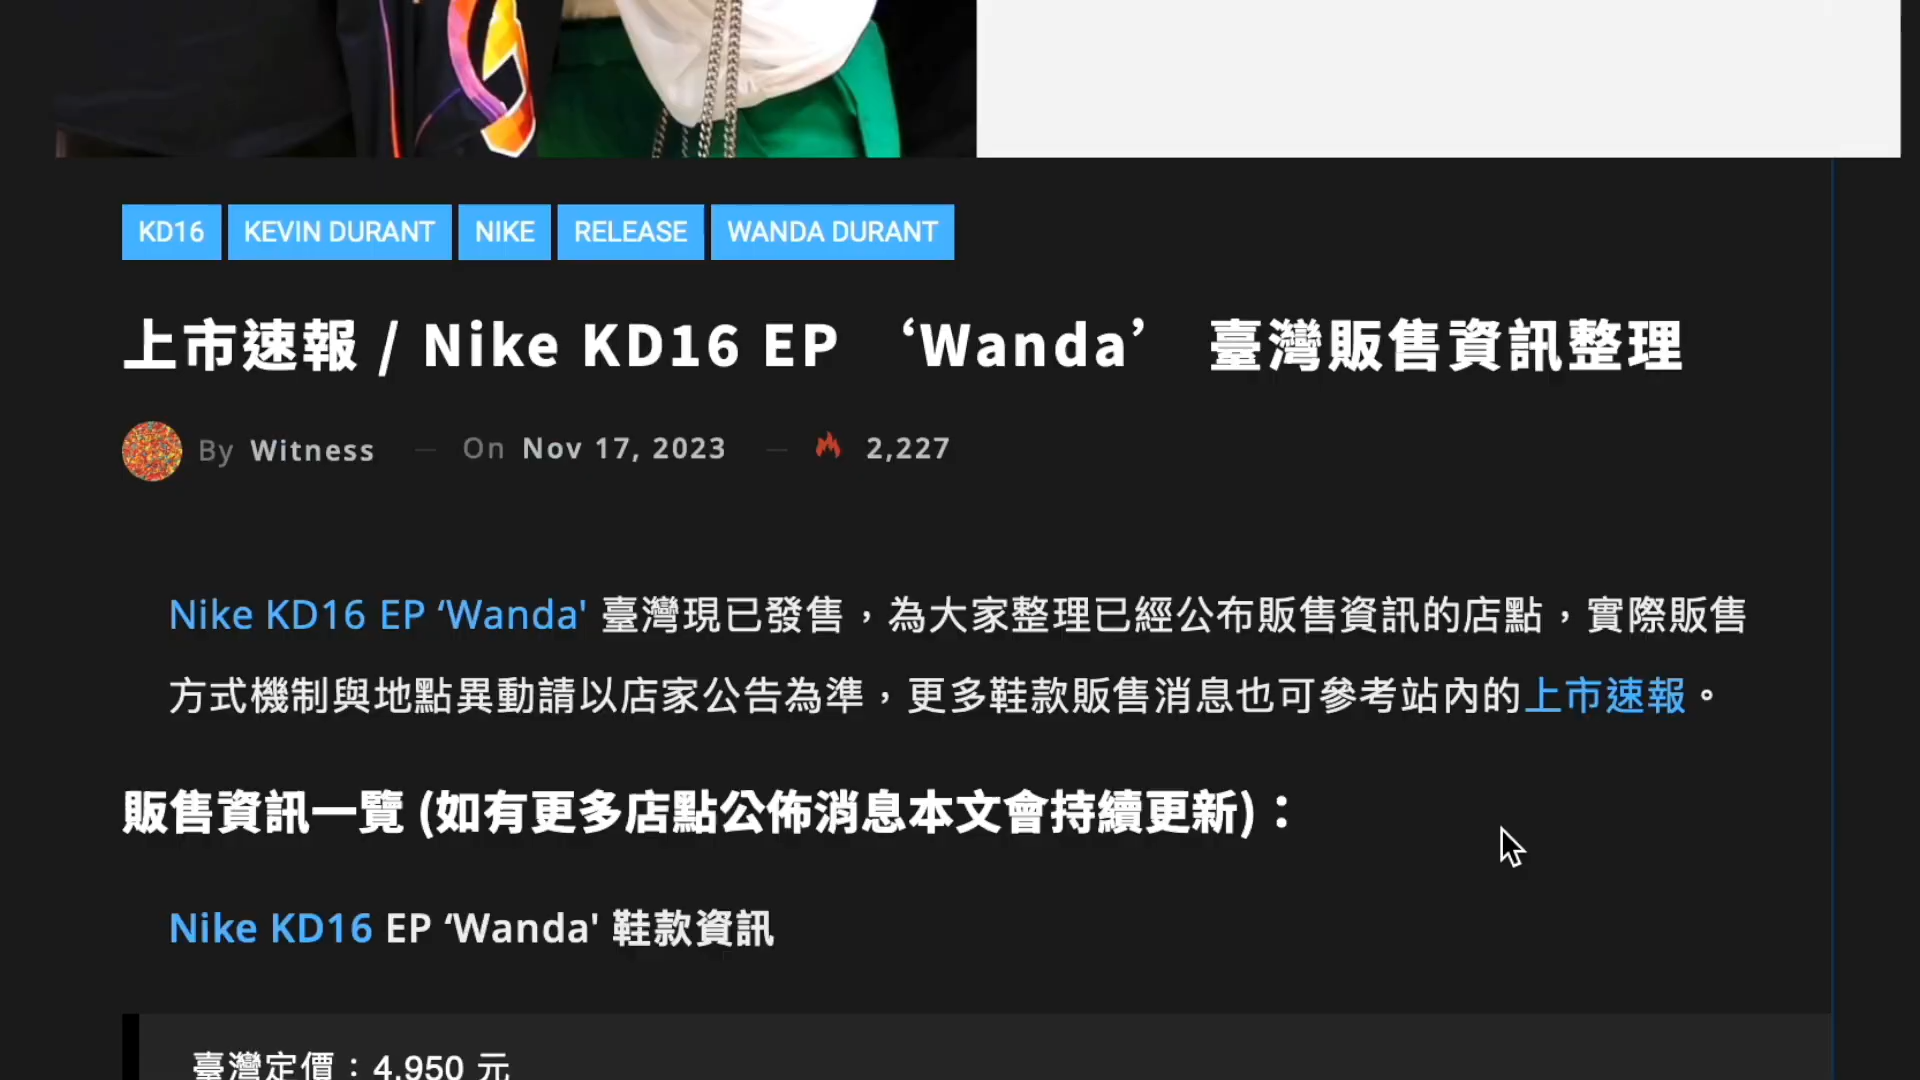 KD16 KEVIN DURANT NIKE RELEASE WANDA DURANT
上市速報 / Nike KD16 EP ‘Wanda’ 臺灣販售資訊整理
By Witness — On Nov 17, 2023 — 2,227
Nike KD16 EP ‘Wanda' 臺灣現已發售，為大家整理已經公布販售資訊的店點，實際販售
方式機制與地點異動請以店家公告為準，更多鞋款販售消息也可參考站內的上市速報。
販售資訊一覽 (如有更多店點公佈消息本文會持續更新)：
Nike KD16 EP ‘Wanda' 鞋款資訊
臺灣定價：4,950 元